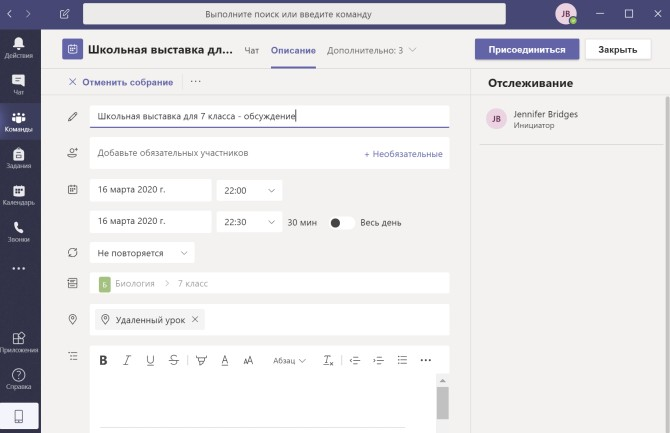 Выполните поиск или введите команду
JB
Действия
Чат
Команды
Задания
Календарь
Звонки
Приложения
Справка
Школьная выставка дл...
Чат
Описание
Дополнительно: 3
Присоединиться
Закрыть
Отменить собрание
Школьная выставка для 7 класса - обсуждение
Добавьте обязательных участников
+ Необязательные
16 марта 2020 г.
22:00
16 марта 2020 г.
22:30
30 мин
Весь день
Не повторяется
Б
Биология > 7 класс
Удаленный урок
B I U S A AA Абзац Tx
Отслеживание
JB
Jennifer Bridges
Инициатор